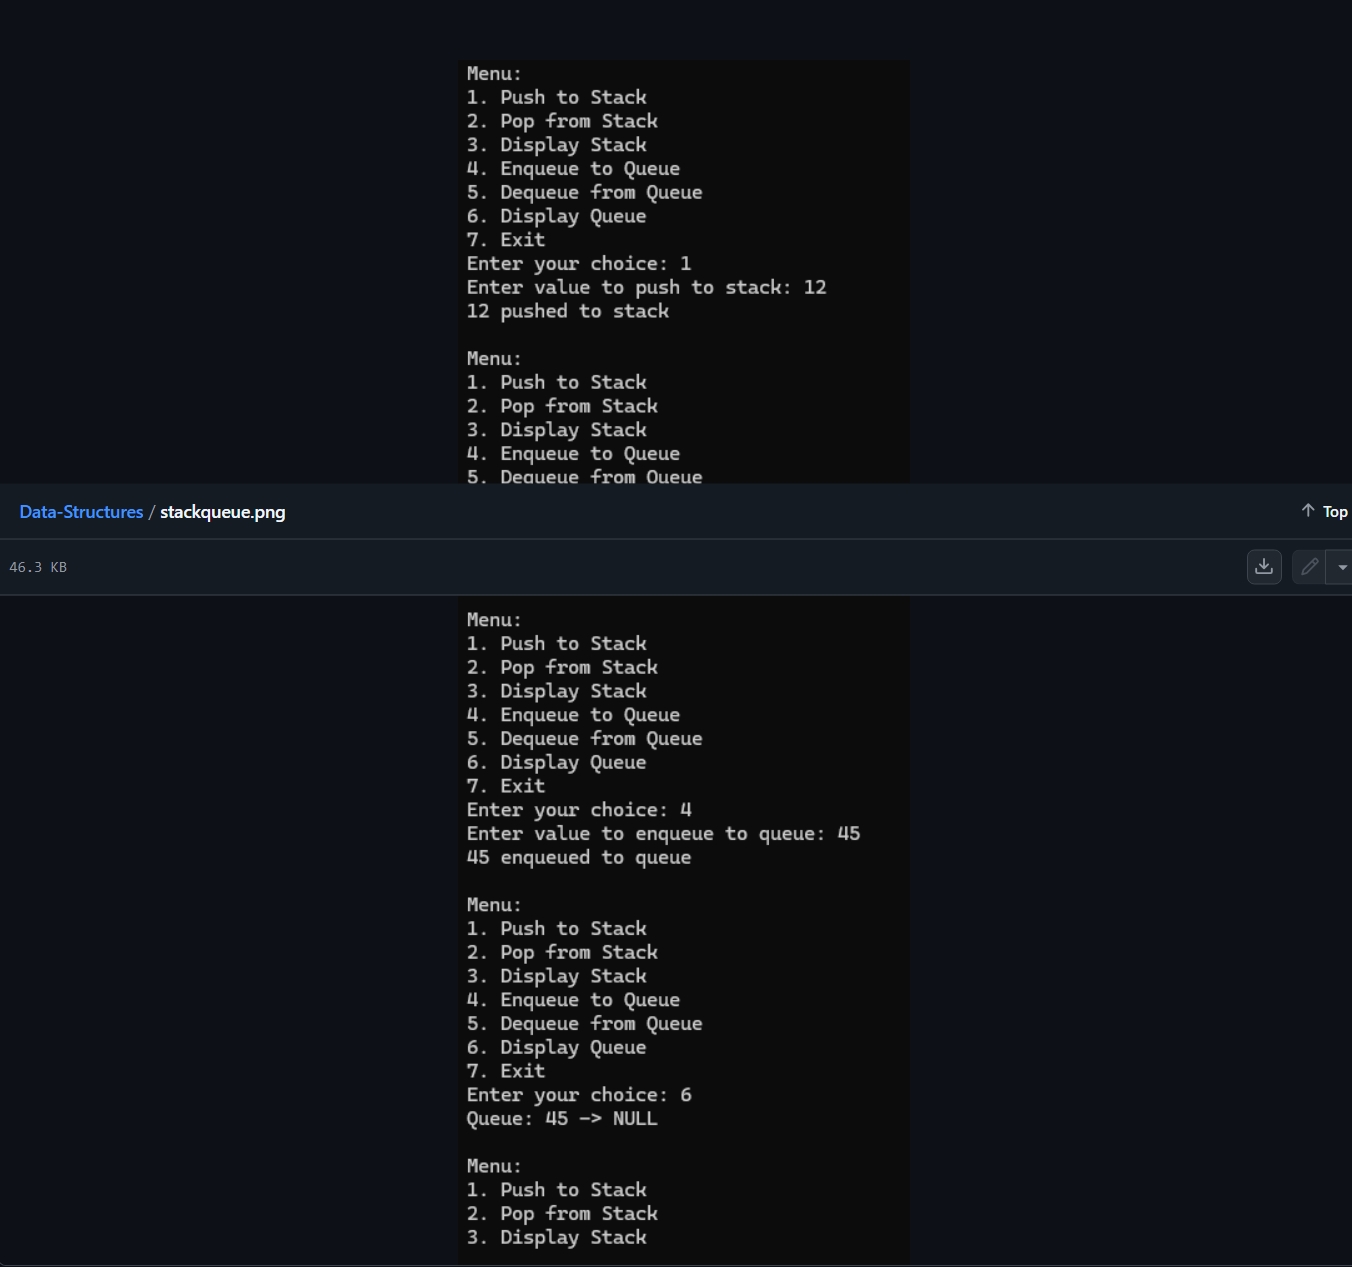 Menu:
1. Push to Stack
2. Pop from Stack
3. Display Stack
4. Enqueue to Queue
5. Dequeue from Queue
6. Display Queue
7. Exit
Enter your choice: 1
Enter value to push to stack: 12
12 pushed to stack
Menu:
1. Push to Stack
2. Pop from Stack
3. Display Stack
4. Enqueue to Queue
5. Dequeue from Queue
Data-Structures / stackqueue.png
Top
46.3 KB
Menu:
1. Push to Stack
2. Pop from Stack
3. Display Stack
4. Enqueue to Queue
5. Dequeue from Queue
6. Display Queue
7. Exit
Enter your choice: 4
Enter value to enqueue to queue: 45
45 enqueued to queue
Menu:
1. Push to Stack
2. Pop from Stack
3. Display Stack
4. Enqueue to Queue
5. Dequeue from Queue
6. Display Queue
7. Exit
Enter your choice: 6
Queue: 45 -> NULL
Menu:
1. Push to Stack
2. Pop from Stack
3. Display Stack